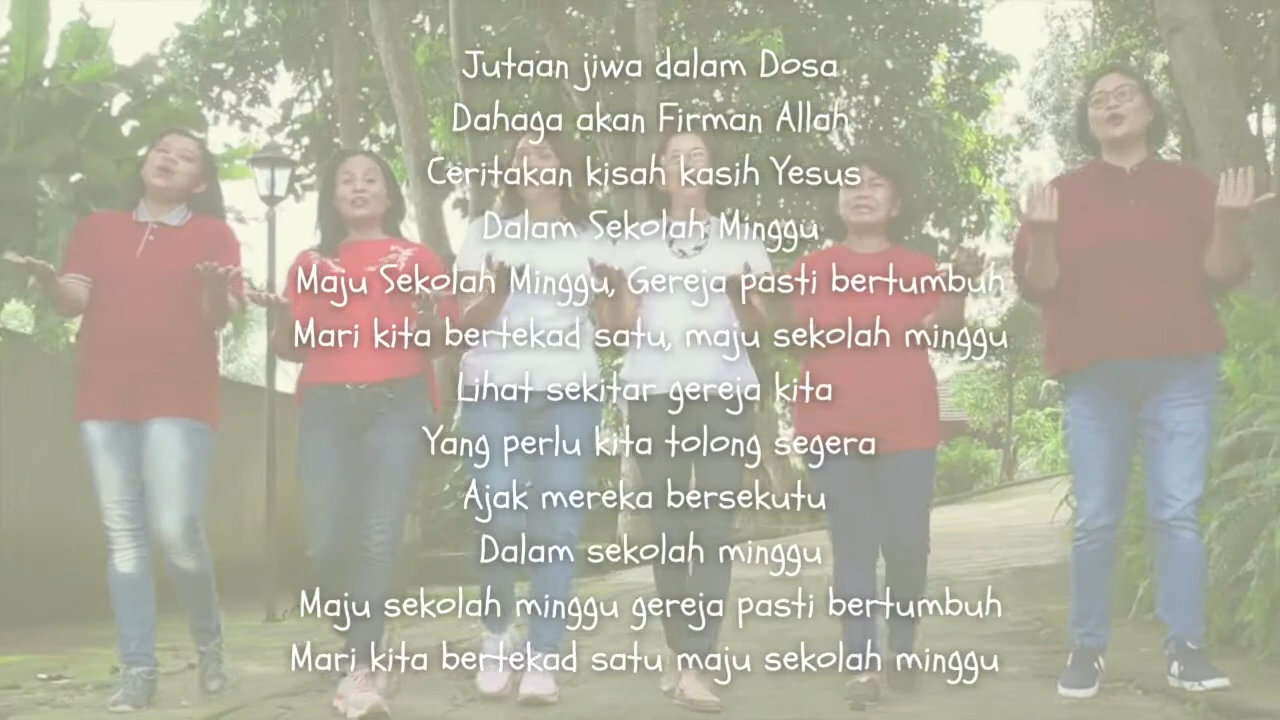 Jutaan jiwa dalam Dosa
Dahaga akan Firman Allah
Ceritakan kisah kasih Yesus
Dalam Sekolah Minggu
Maju Sekolah Minggu, Gereja pasti bertumbuh
Mari kita bertekad satu, maju sekolah minggu
Lihat sekitar gereja kita
Yang perlu kita tolong segera
Ajak mereka bersekutu
Dalam sekolah minggu
Maju sekolah minggu gereja pasti bertumbuh
Mari kita bertekad satu maju sekolah minggu